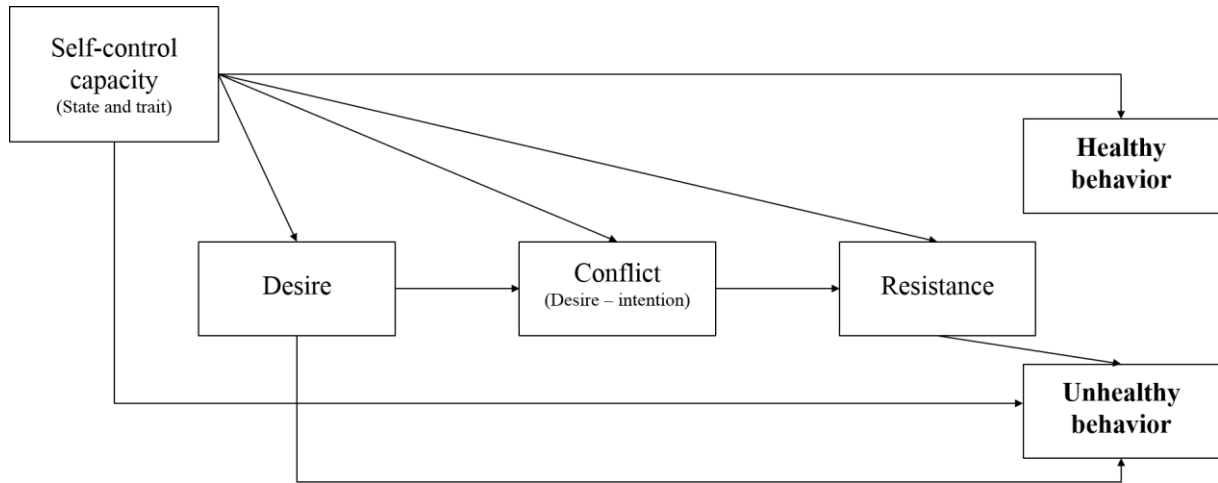 Self-control
capacity
(State and trait)
Healthy
behavior
Desire
Conflict
(Desire – intention)
Resistance
Unhealthy
behavior